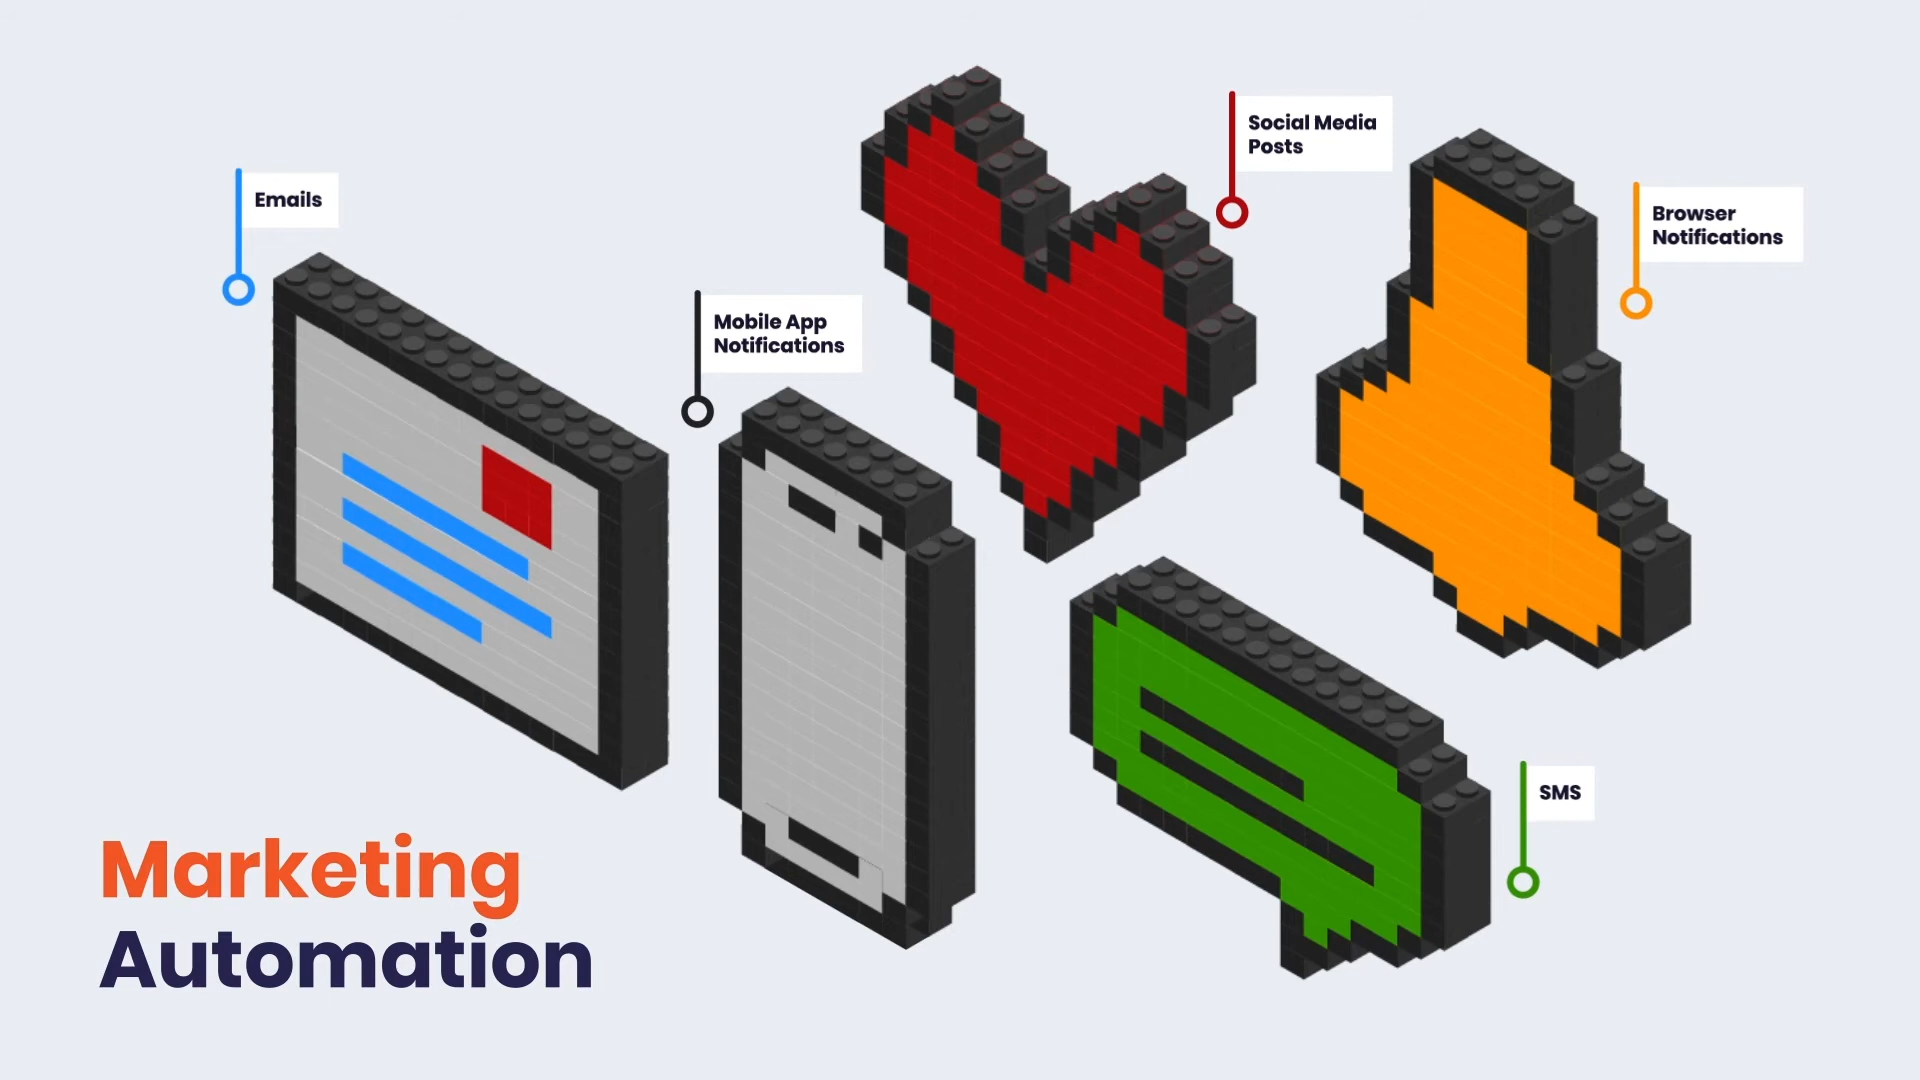 Emails
Mobile App
Notifications
Social Media
Posts
Browser
Notifications
SMS
Marketing
Automation